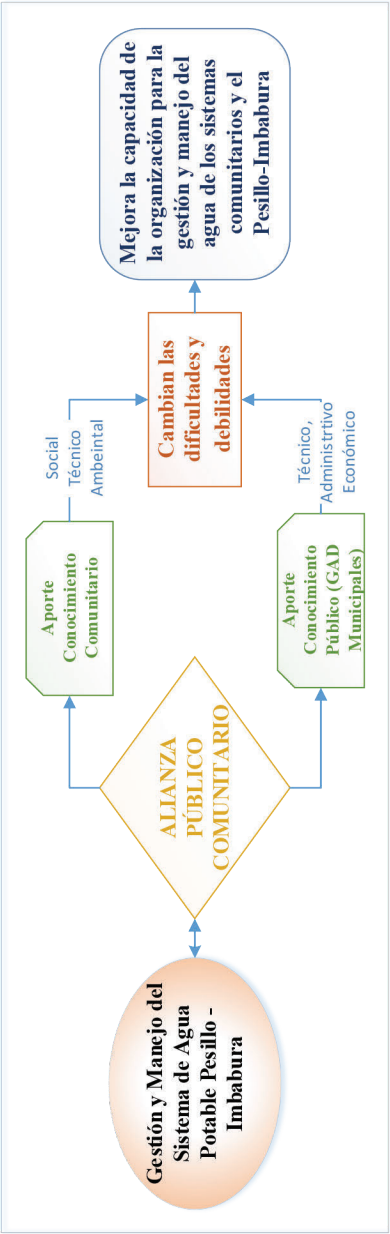 Gestión y Manejo del
Sistema de Agua
Potable Pesillo -
Imbabura
ALIANZA
PÚBLICO
COMUNITARIO
Aporte
Conocimiento
Comunitario
Social
Técnico
Ambeintal
Aporte
Conocimiento
Público (GAD
Municipales)
Técnico,
Administrtivo
Económico
Cambian las
dificultades y
debilidades
Mejora la capacidad de
la organización para la
gestión y manejo del
agua de los sistemas
comunitarios y el
Pesillo-Imbabura